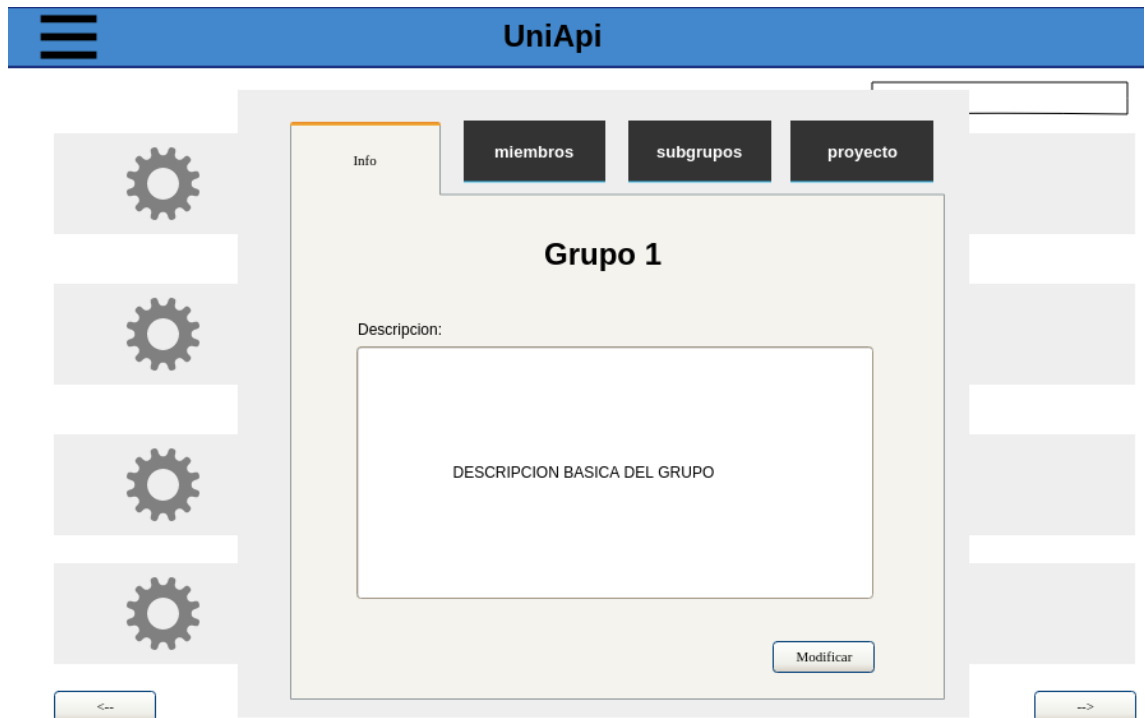 UniApi
Info
miembros
subgrupos
proyecto
Grupo 1
Descripcion:
DESCRIPCION BASICA DEL GRUPO
Modificar
<--
-->